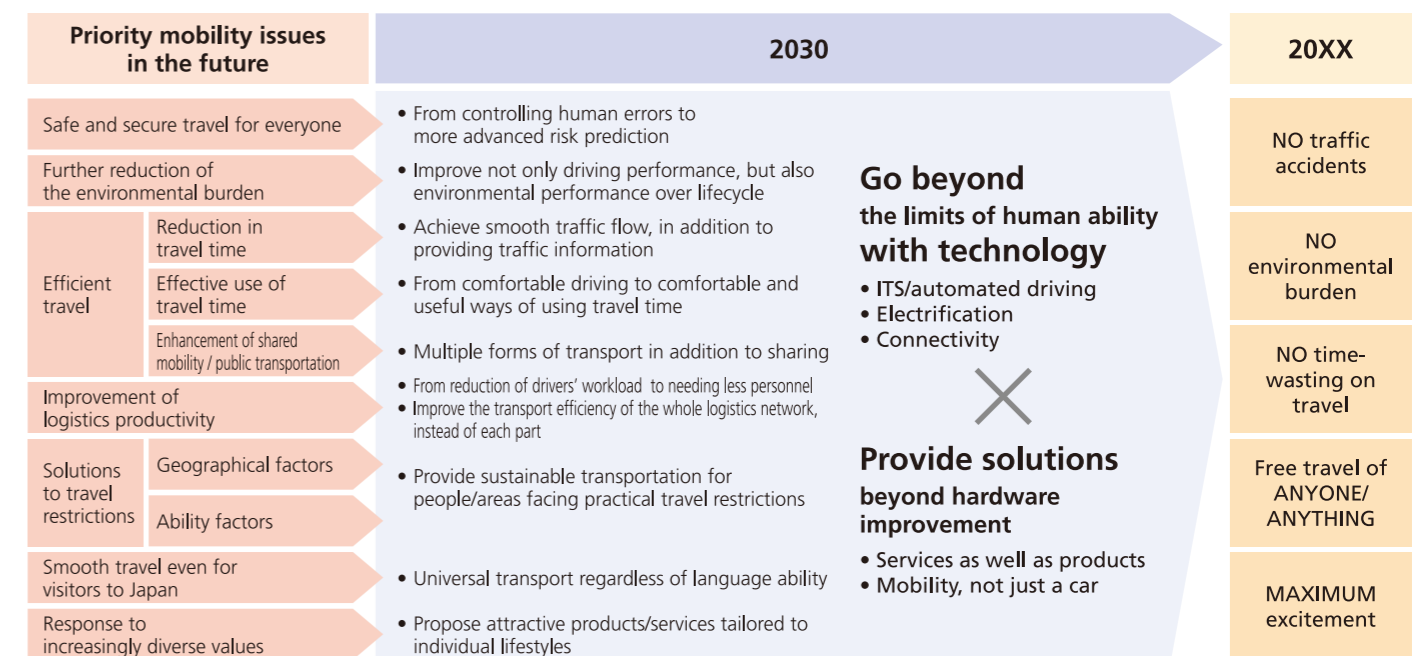 Priority mobility issues
in the future
2030
20XX
Safe and secure travel for everyone
• From controlling human errors to
more advanced risk prediction
Further reduction of
the environmental burden
• Improve not only driving performance, but also
environmental performance over lifecycle
Efficient
travel
Reduction in
travel time
• Achieve smooth traffic flow, in addition to
providing traffic information
Effective use of
travel time
• From comfortable driving to comfortable and
useful ways of using travel time
Enhancement of shared
mobility / public transportation
• Multiple forms of transport in addition to sharing
Improvement of
logistics productivity
• From reduction of drivers' workload to needing less personnel
• Improve the transport efficiency of the whole logistics network,
instead of each part
Solutions
to travel
restrictions
Geographical factors
Ability factors
• Provide sustainable transportation for
people/areas facing practical travel restrictions
Smooth travel even for
visitors to Japan
• Universal transport regardless of language ability
Response to
increasingly diverse values
• Propose attractive products/services tailored to
individual lifestyles
Go beyond
the limits of human ability
with technology
• ITS/automated driving
• Electrification
• Connectivity
Provide solutions
beyond hardware
improvement
• Services as well as products
• Mobility, not just a car
NO traffic
accidents
NO
environmental
burden
NO time-
wasting on
travel
Free travel of
ANYONE/
ANYTHING
MAXIMUM
excitement